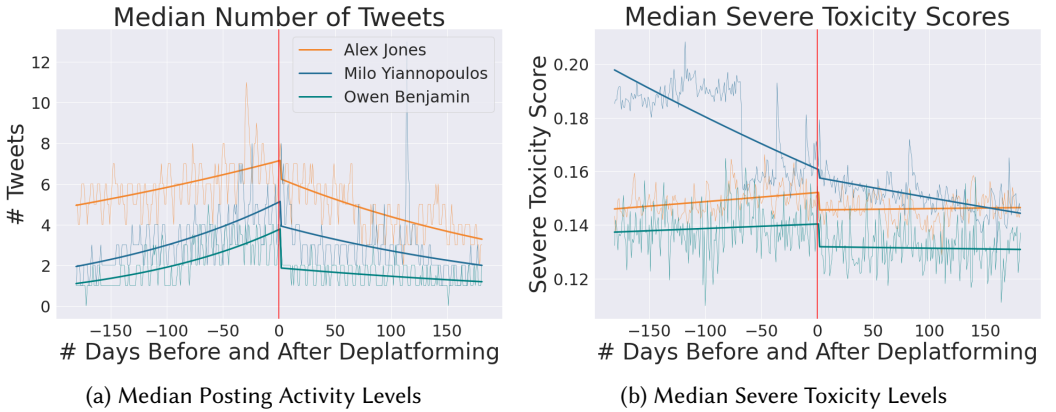 Median Number of Tweets
Alex Jones
Milo Yiannopoulos
Owen Benjamin
# Tweets
12
10
8
6
4
2
0
−150 −100 −50 0 50 100 150
# Days Before and After Deplatforming
(a) Median Posting Activity Levels
Median Severe Toxicity Scores
Severe Toxicity Score
0.20
0.18
0.16
0.14
0.12
−150 −100 −50 0 50 100 150
# Days Before and After Deplatforming
(b) Median Severe Toxicity Levels